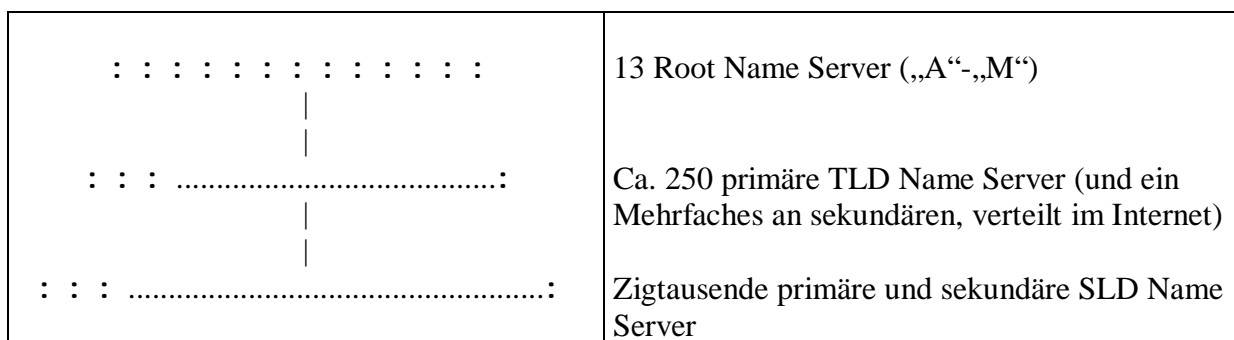 : : : : : : : : : : : : :
13 Root Name Server („A“-„M“)
|
|
: : : ........................................:
Ca. 250 primäre TLD Name Server (und ein
Mehrfaches an sekundären, verteilt im Internet)
|
|
: : : ....................................................:
Zigtausende primäre und sekundäre SLD Name
Server